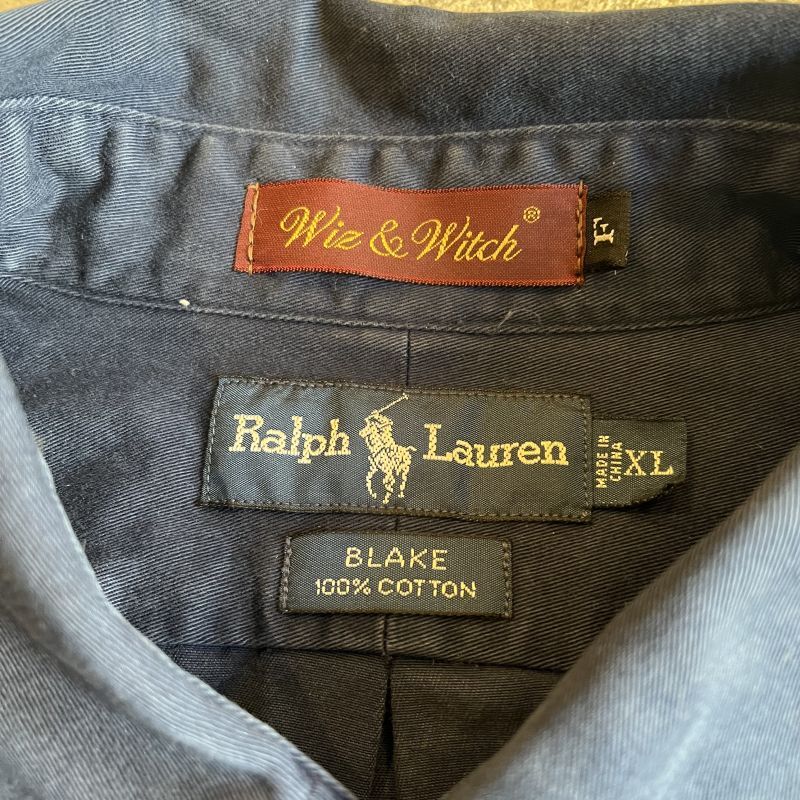 Wiz & Witch®
F
Ralph Lauren
MADE IN
CHINA
XL
BLAKE
100% COTTON